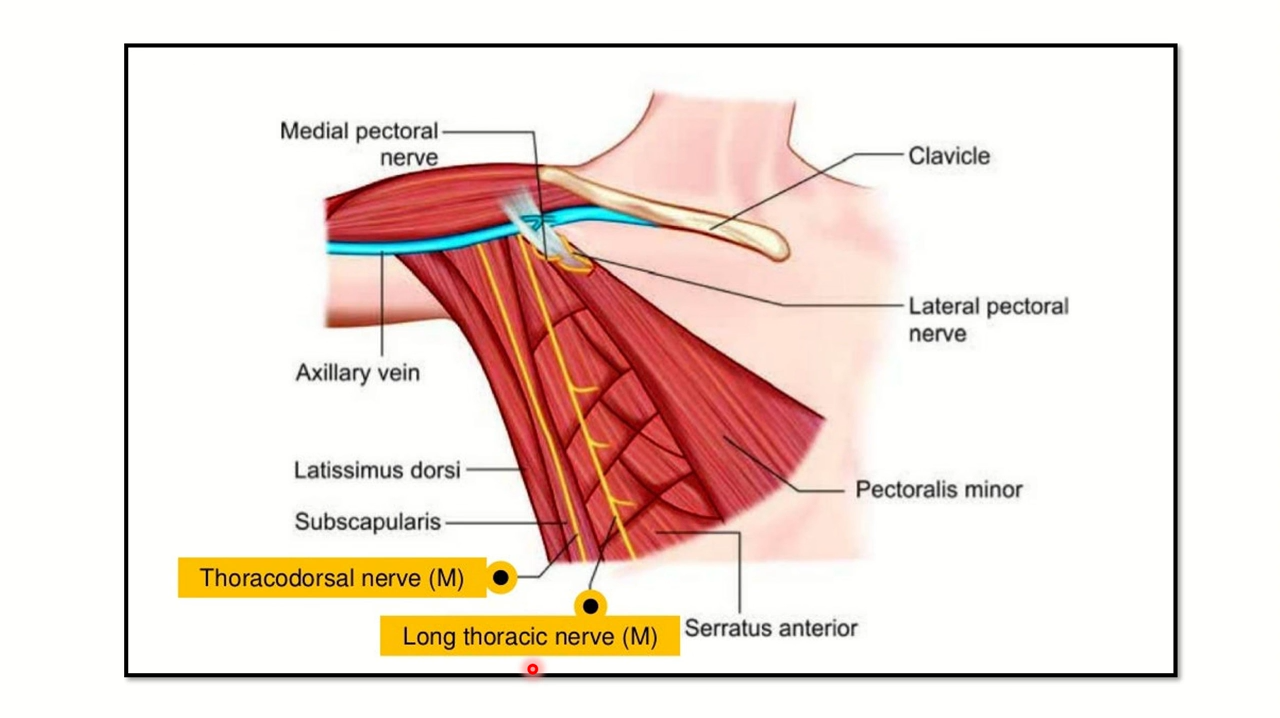 Medial pectoral
nerve
Clavicle
Lateral pectoral
nerve
Axillary vein
Latissimus dorsi
Pectoralis minor
Subscapularis
Thoracodorsal nerve (M)
Long thoracic nerve (M)
Serratus anterior